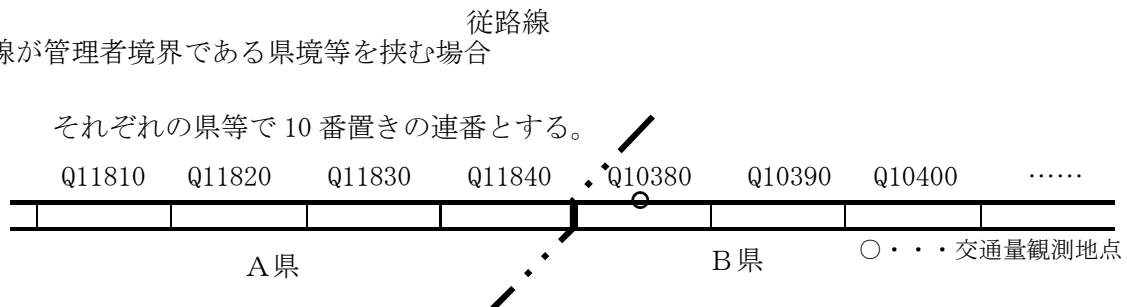 従路線
線が管理者境界である県境等を挟む場合
それぞれの県等で 10 番置きの連番とする。
Q11810 Q11820 Q11830 Q11840 Q10380 Q10390 Q10400 ……
A県 B県 ○・・・交通量観測地点